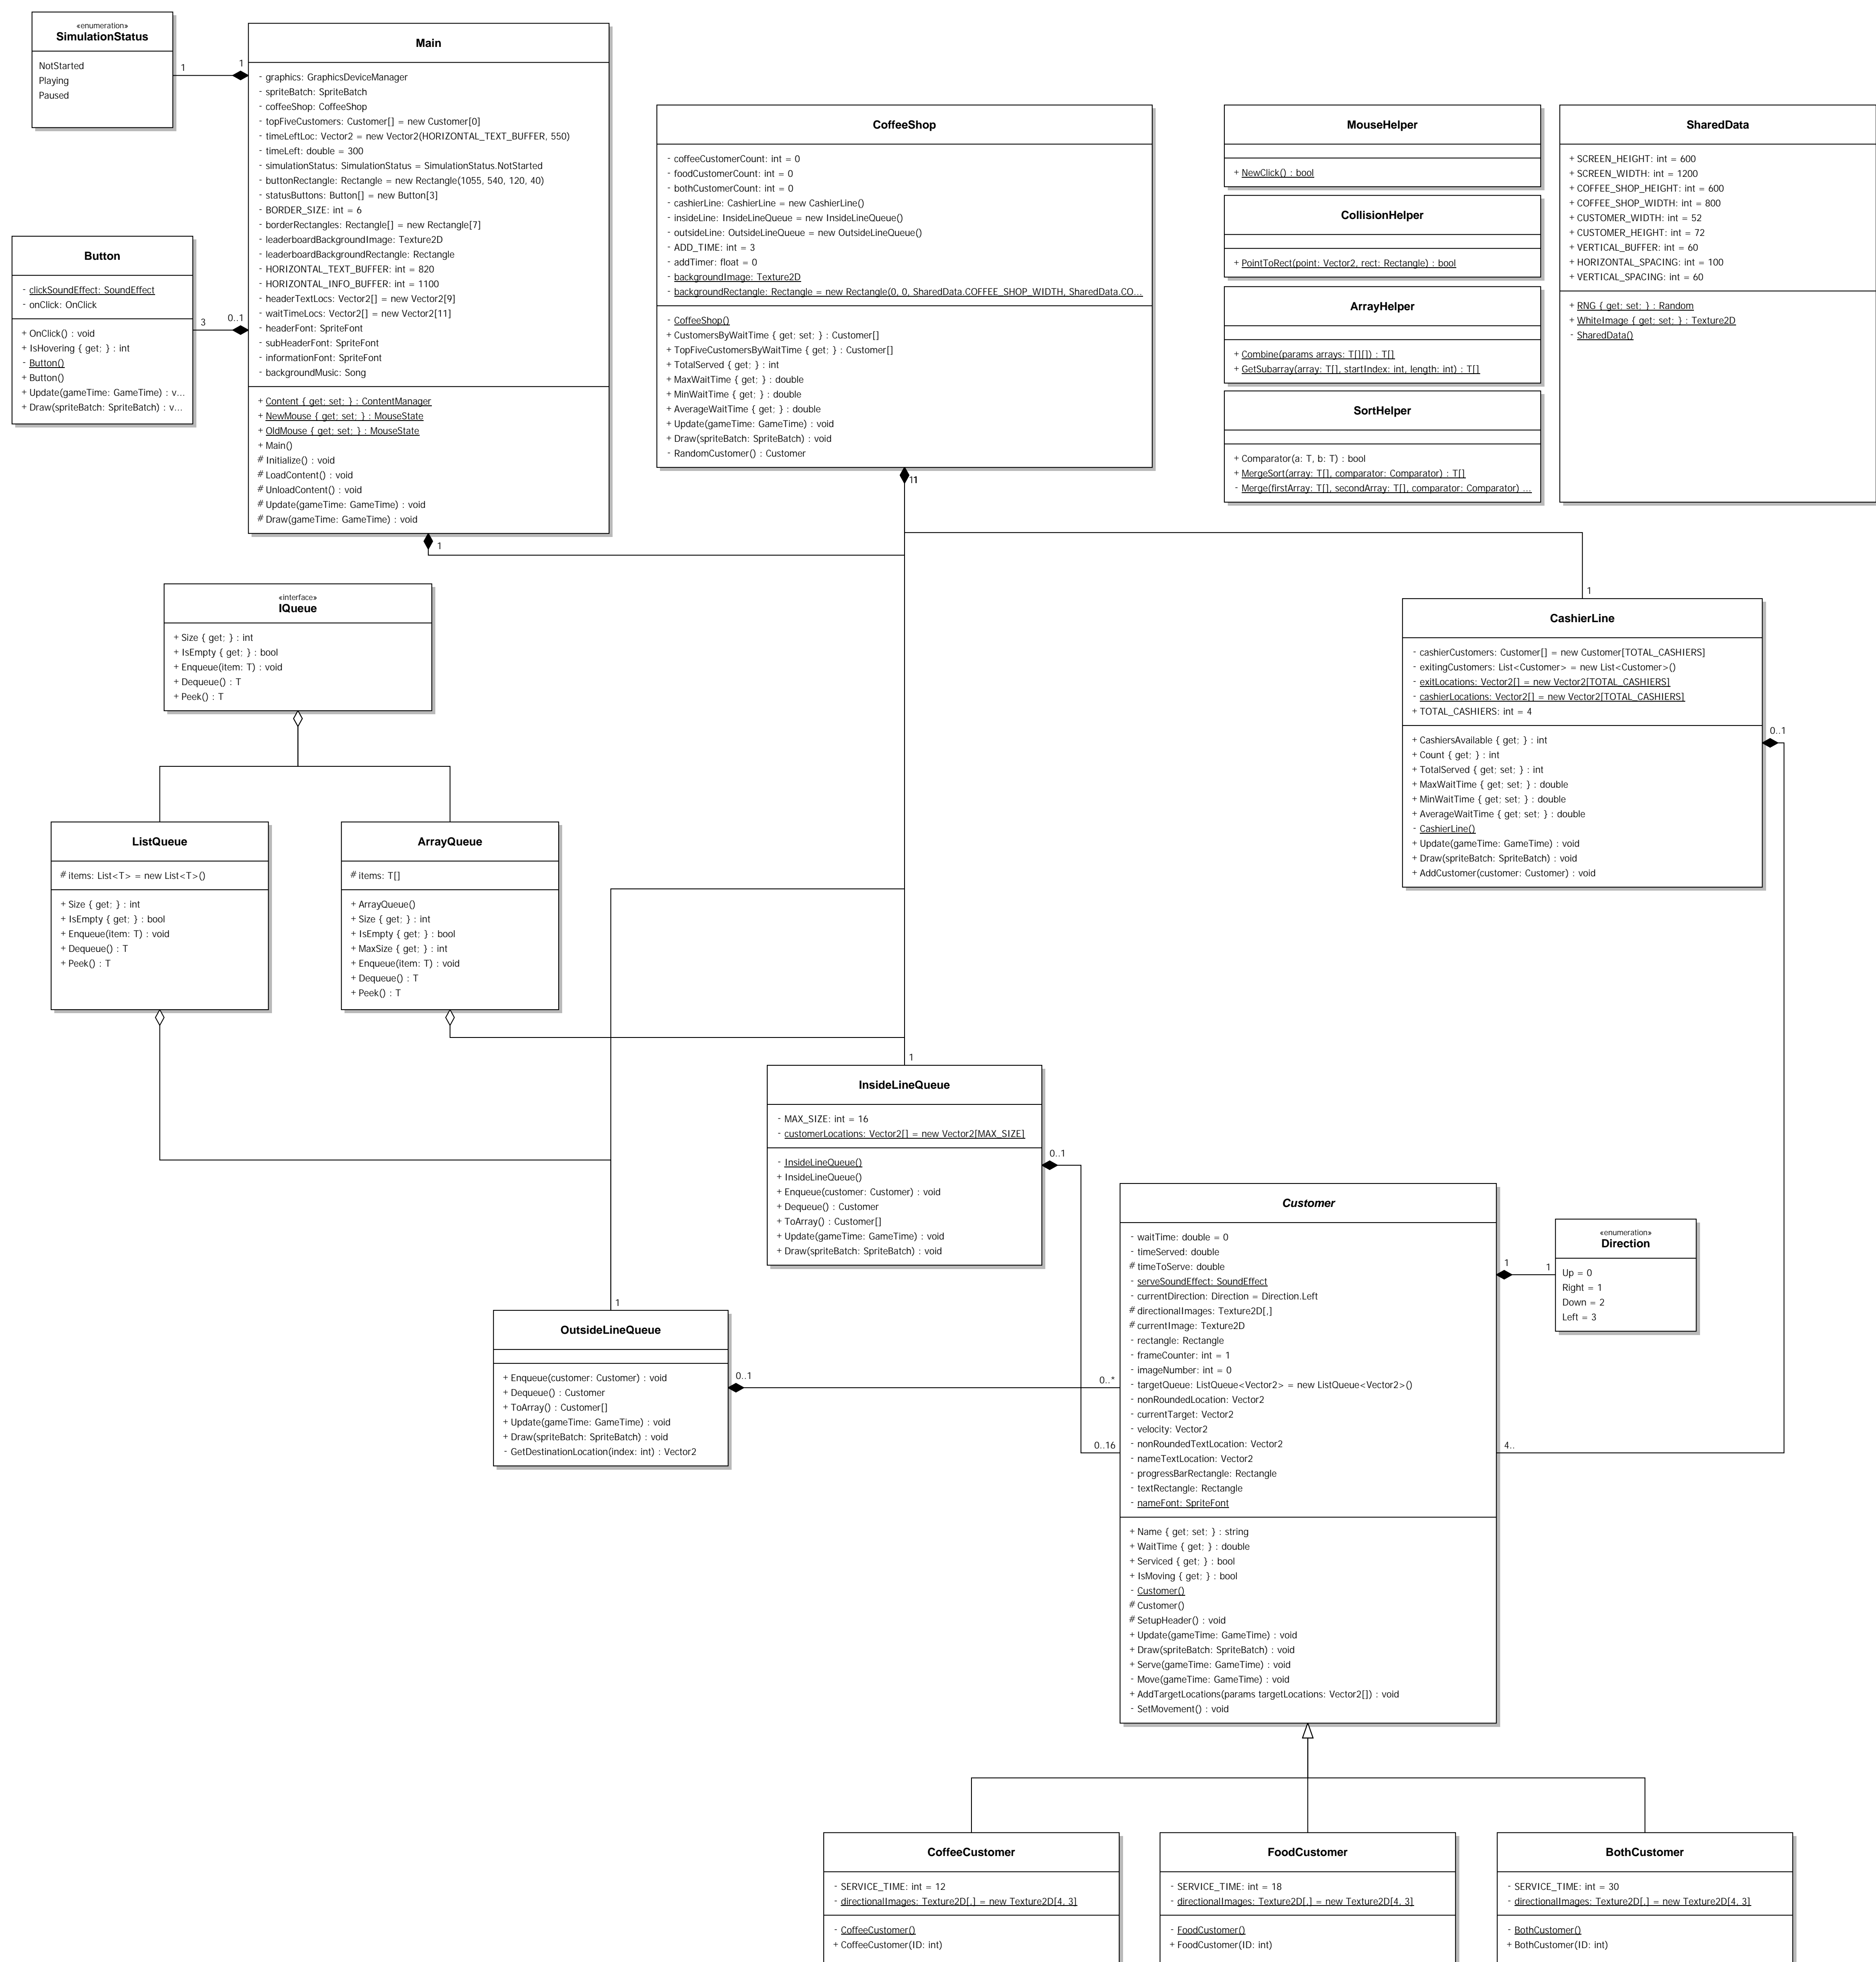 «enumeration»
SimulationStatus
NotStarted
Playing
Paused
1
1
Main
- graphics: GraphicsDeviceManager
- spriteBatch: SpriteBatch
- coffeeShop: CoffeeShop
- topFiveCustomers: Customer[] = new Customer[0]
- timeLeftLoc: Vector2 = new Vector2(HORIZONTAL_TEXT_BUFFER, 550)
- timeLeft: double = 300
- simulationStatus: SimulationStatus = SimulationStatus.NotStarted
- buttonRectangle: Rectangle = new Rectangle(1055, 540, 120, 40)
- statusButtons: Button[] = new Button[3]
- BORDER_SIZE: int = 6
- borderRectangles: Rectangle[] = new Rectangle[7]
- leaderboardBackgroundImage: Texture2D
- leaderboardBackgroundRectangle: Rectangle
- HORIZONTAL_TEXT_BUFFER: int = 820
- HORIZONTAL_INFO_BUFFER: int = 1100
- headerTextLocs: Vector2[] = new Vector2[9]
- waitTimeLocs: Vector2[] = new Vector2[11]
- headerFont: SpriteFont
- subHeaderFont: SpriteFont
- informationFont: SpriteFont
- backgroundMusic: Song
+ Content { get; set; } : ContentManager
+ NewMouse { get; set; } : MouseState
+ OldMouse { get; set; } : MouseState
+ Main()
# Initialize() : void
# LoadContent() : void
# UnloadContent() : void
# Update(gameTime: GameTime) : void
# Draw(gameTime: GameTime) : void
1
Button
- clickSoundEffect: SoundEffect
- onClick: OnClick
+ OnClick() : void
+ IsHovering { get; } : int
- Button()
+ Button()
+ Update(gameTime: GameTime) : v...
+ Draw(spriteBatch: SpriteBatch) : v...
3
0..1
CoffeeShop
- coffeeCustomerCount: int = 0
- foodCustomerCount: int = 0
- bothCustomerCount: int = 0
- cashierLine: CashierLine = new CashierLine()
- insideLine: InsideLineQueue = new InsideLineQueue()
- outsideLine: OutsideLineQueue = new OutsideLineQueue()
- ADD_TIME: int = 3
- addTimer: float = 0
- backgroundImage: Texture2D
- backgroundRectangle: Rectangle = new Rectangle(0, 0, SharedData.COFFEE_SHOP_WIDTH, SharedData.CO...
- CoffeeShop()
+ CustomersByWaitTime { get; set; } : Customer[]
+ TopFiveCustomersByWaitTime { get; } : Customer[]
+ TotalServed { get; } : int
+ MaxWaitTime { get; } : double
+ MinWaitTime { get; } : double
+ AverageWaitTime { get; } : double
+ Update(gameTime: GameTime) : void
+ Draw(spriteBatch: SpriteBatch) : void
- RandomCustomer() : Customer
11
MouseHelper
+ NewClick() : bool
CollisionHelper
+ PointToRect(point: Vector2, rect: Rectangle) : bool
ArrayHelper
+ Combine(params arrays: T[][]) : T[]
+ GetSubarray(array: T[], startIndex: int, length: int) : T[]
SortHelper
+ Comparator(a: T, b: T) : bool
+ MergeSort(array: T[], comparator: Comparator) : T[]
- Merge(firstArray: T[], secondArray: T[], comparator: Comparator) ...
SharedData
+ SCREEN_HEIGHT: int = 600
+ SCREEN_WIDTH: int = 1200
+ COFFEE_SHOP_HEIGHT: int = 600
+ COFFEE_SHOP_WIDTH: int = 800
+ CUSTOMER_WIDTH: int = 52
+ CUSTOMER_HEIGHT: int = 72
+ VERTICAL_BUFFER: int = 60
+ HORIZONTAL_SPACING: int = 100
+ VERTICAL_SPACING: int = 60
+ RNG { get; set; } : Random
+ WhiteImage { get; set; } : Texture2D
- SharedData()
«interface»
IQueue
+ Size { get; } : int
+ IsEmpty { get; } : bool
+ Enqueue(item: T) : void
+ Dequeue() : T
+ Peek() : T
1
CashierLine
- cashierCustomers: Customer[] = new Customer[TOTAL_CASHIERS]
- exitingCustomers: List<Customer> = new List<Customer>()
- exitLocations: Vector2[] = new Vector2[TOTAL_CASHIERS]
- cashierLocations: Vector2[] = new Vector2[TOTAL_CASHIERS]
+ TOTAL_CASHIERS: int = 4
+ CashiersAvailable { get; } : int
+ Count { get; } : int
+ TotalServed { get; set; } : int
+ MaxWaitTime { get; set; } : double
+ MinWaitTime { get; set; } : double
+ AverageWaitTime { get; set; } : double
- CashierLine()
+ Update(gameTime: GameTime) : void
+ Draw(spriteBatch: SpriteBatch) : void
+ AddCustomer(customer: Customer) : void
0..1
ListQueue
# items: List<T> = new List<T>()
+ Size { get; } : int
+ IsEmpty { get; } : bool
+ Enqueue(item: T) : void
+ Dequeue() : T
+ Peek() : T
ArrayQueue
# items: T[]
+ ArrayQueue()
+ Size { get; } : int
+ IsEmpty { get; } : bool
+ MaxSize { get; } : int
+ Enqueue(item: T) : void
+ Dequeue() : T
+ Peek() : T
1
InsideLineQueue
- MAX_SIZE: int = 16
- customerLocations: Vector2[] = new Vector2[MAX_SIZE]
- InsideLineQueue()
+ InsideLineQueue()
+ Enqueue(customer: Customer) : void
+ Dequeue() : Customer
+ ToArray() : Customer[]
+ Update(gameTime: GameTime) : void
+ Draw(spriteBatch: SpriteBatch) : void
0..1
1
OutsideLineQueue
+ Enqueue(customer: Customer) : void
+ Dequeue() : Customer
+ ToArray() : Customer[]
+ Update(gameTime: GameTime) : void
+ Draw(spriteBatch: SpriteBatch) : void
- GetDestinationLocation(index: int) : Vector2
0..1
0..*
0..16
Customer
- waitTime: double = 0
- timeServed: double
# timeToServe: double
- serveSoundEffect: SoundEffect
- currentDirection: Direction = Direction.Left
# directionalImages: Texture2D[,]
# currentImage: Texture2D
- rectangle: Rectangle
- frameCounter: int = 1
- imageNumber: int = 0
- targetQueue: ListQueue<Vector2> = new ListQueue<Vector2>()
- nonRoundedLocation: Vector2
- currentTarget: Vector2
- velocity: Vector2
- nonRoundedTextLocation: Vector2
- nameTextLocation: Vector2
- progressBarRectangle: Rectangle
- textRectangle: Rectangle
- nameFont: SpriteFont
+ Name { get; set; } : string
+ WaitTime { get; } : double
+ Serviced { get; } : bool
+ IsMoving { get; } : bool
- Customer()
# Customer()
# SetupHeader() : void
+ Update(gameTime: GameTime) : void
+ Draw(spriteBatch: SpriteBatch) : void
+ Serve(gameTime: GameTime) : void
- Move(gameTime: GameTime) : void
+ AddTargetLocations(params targetLocations: Vector2[]) : void
- SetMovement() : void
1
1
4..
«enumeration»
Direction
Up = 0
Right = 1
Down = 2
Left = 3
CoffeeCustomer
- SERVICE_TIME: int = 12
- directionalImages: Texture2D[,] = new Texture2D[4, 3]
- CoffeeCustomer()
+ CoffeeCustomer(ID: int)
FoodCustomer
- SERVICE_TIME: int = 18
- directionalImages: Texture2D[,] = new Texture2D[4, 3]
- FoodCustomer()
+ FoodCustomer(ID: int)
BothCustomer
- SERVICE_TIME: int = 30
- directionalImages: Texture2D[,] = new Texture2D[4, 3]
- BothCustomer()
+ BothCustomer(ID: int)